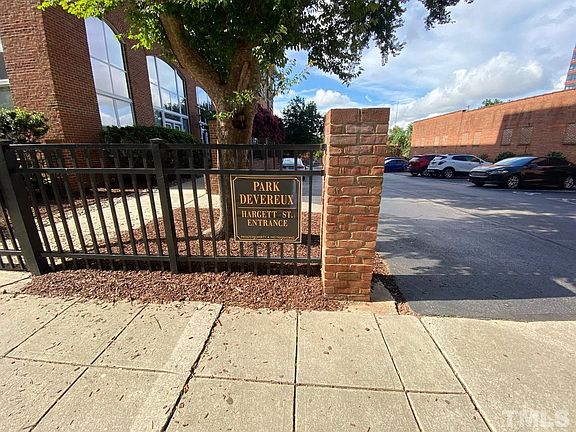 PARK
DEVEREUX
HARGETT ST.
ENTRANCE
TMLS